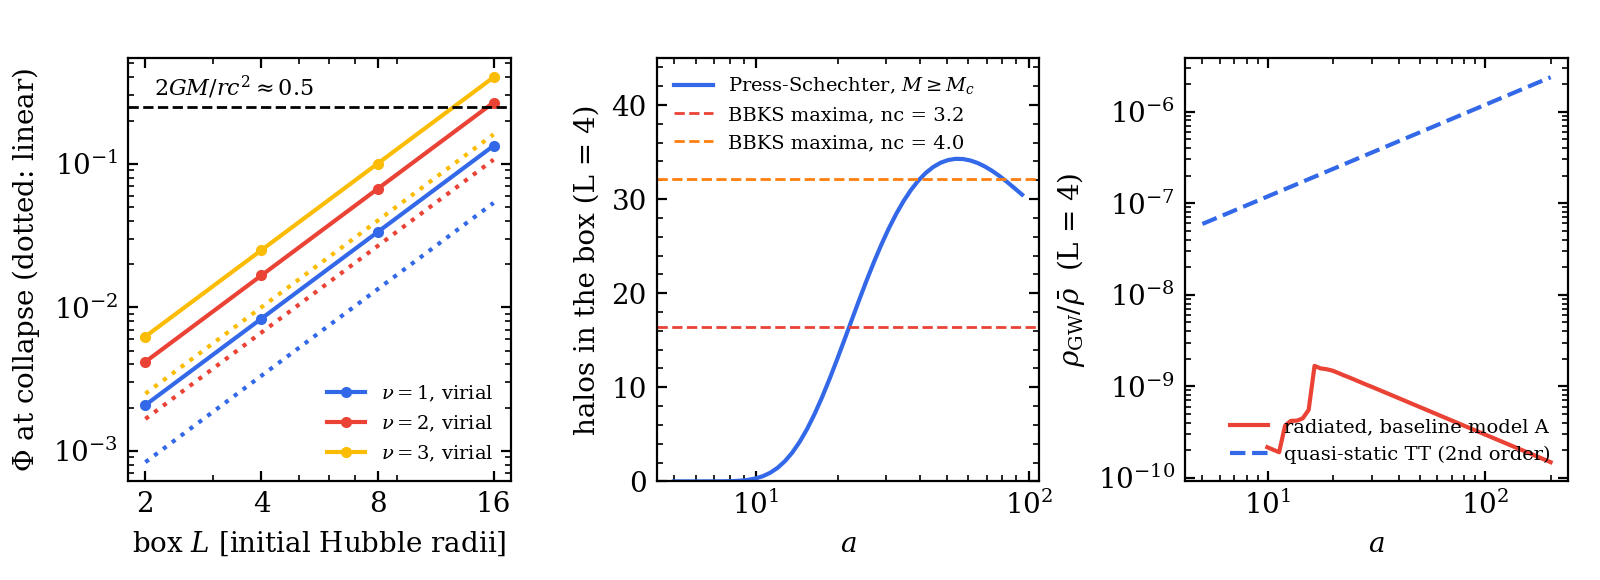 Φ at collapse (dotted: linear)
10⁻¹
10⁻²
10⁻³
2GM/rc² ≈ 0.5
ν = 1, virial
ν = 2, virial
ν = 3, virial
2 4 8 16
box L [initial Hubble radii]
halos in the box (L = 4)
40
30
20
10
0
Press-Schechter, M ≥ M_c
BBKS maxima, nc = 3.2
BBKS maxima, nc = 4.0
10¹ 10²
a
ρ_GW/ρ̄ (L = 4)
10⁻⁶
10⁻⁷
10⁻⁸
10⁻⁹
10⁻¹⁰
radiated, baseline model A
quasi-static TT (2nd order)
10¹ 10²
a